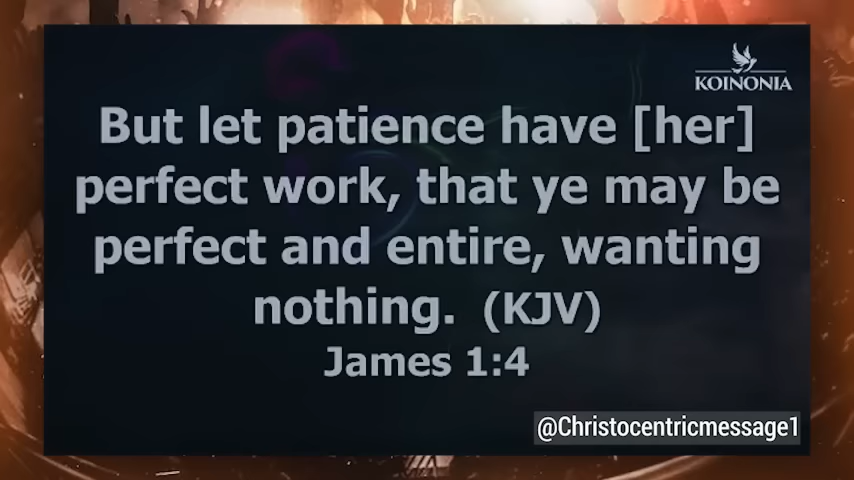 KOINONIA
But let patience have [her]
perfect work, that ye may be
perfect and entire, wanting
nothing. (KJV)
James 1:4
@Christocentricmessage1